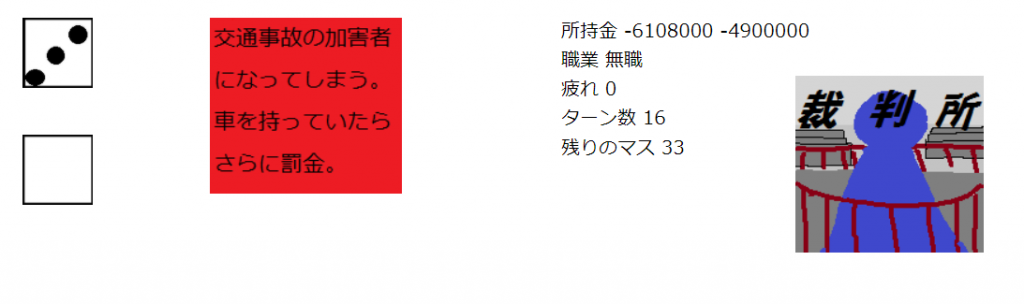 交通事故の加害者
になってしまう。
車を持っていたら
さらに罰金。
所持金 -6108000 -4900000
職業 無職
疲れ 0
ターン数 16
残りのマス 33
裁判所